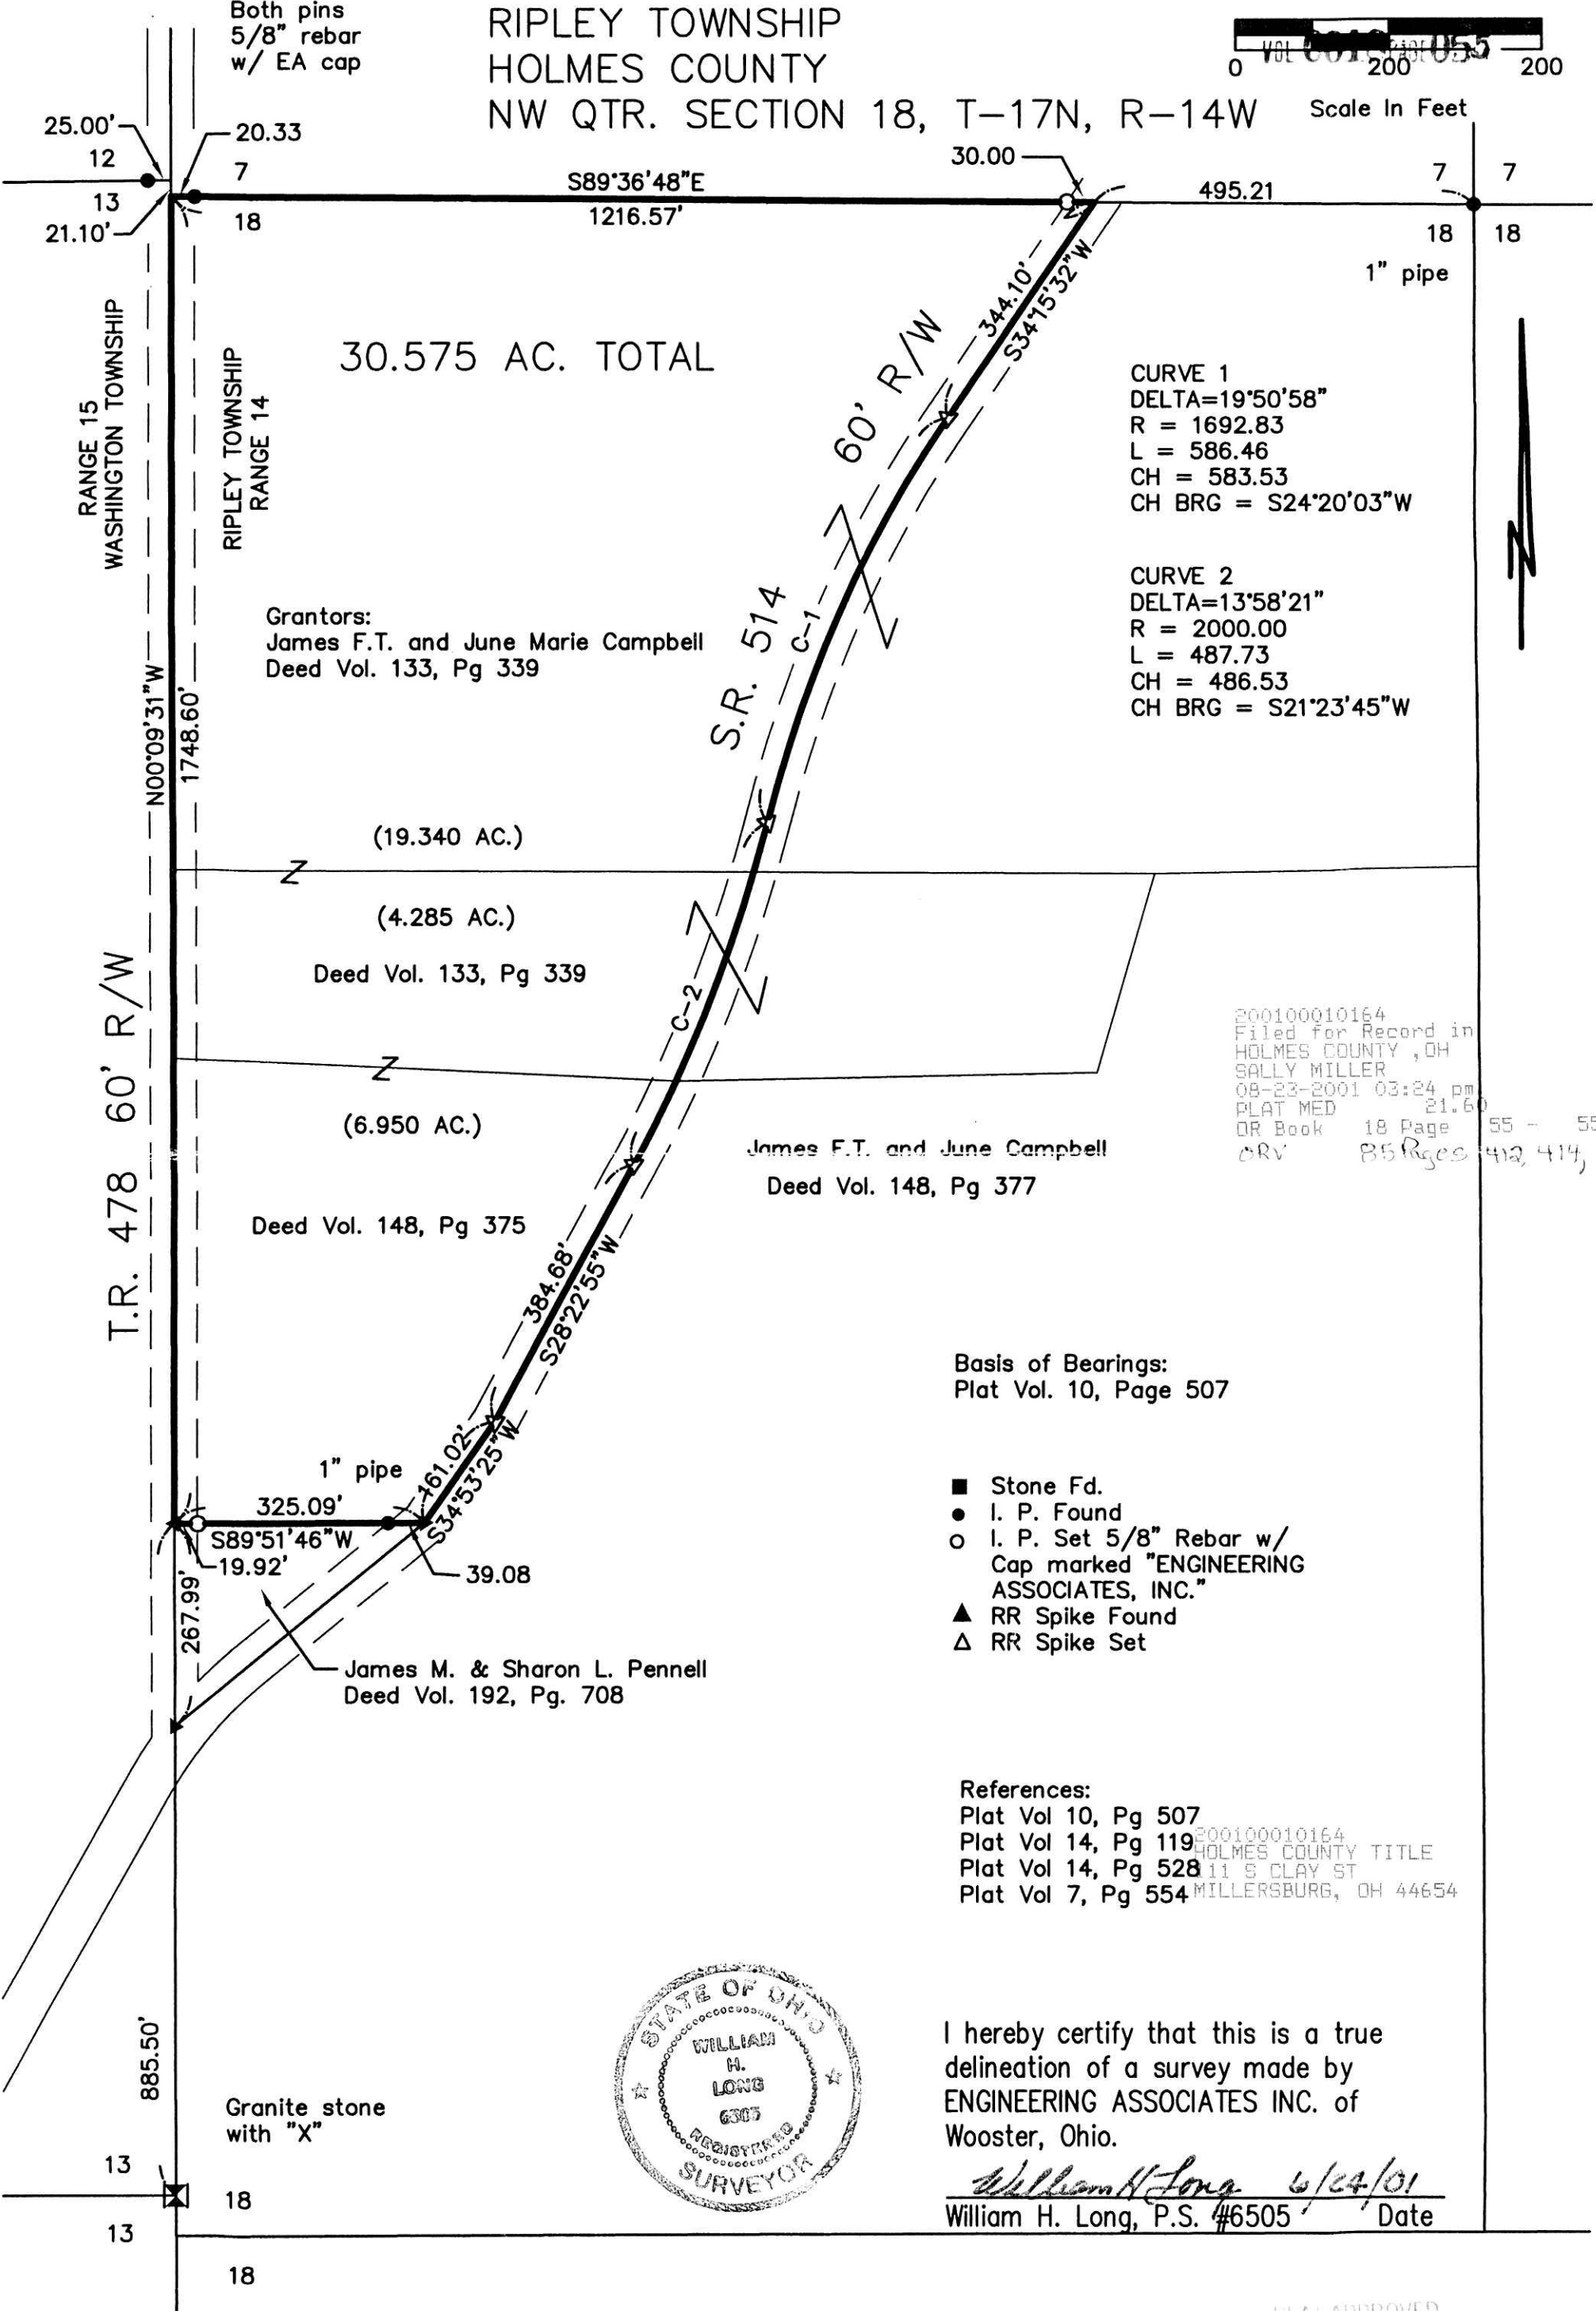 Both pins
5/8" rebar
w/ EA cap
RIPLEY TOWNSHIP
HOLMES COUNTY
NW QTR. SECTION 18, T-17N, R-14W
VOL 0018 PAGE 055
0 200 200
Scale In Feet
25.00'
20.33
12
7
13
18
21.10'
S89°36'48"E
1216.57'
30.00
495.21
7 7
18 18
1" pipe
344.10'
S34°15'32"W
30.575 AC. TOTAL
60' R/W
RANGE 15
WASHINGTON TOWNSHIP
RIPLEY TOWNSHIP
RANGE 14
CURVE 1
DELTA=19°50'58"
R = 1692.83
L = 586.46
CH = 583.53
CH BRG = S24°20'03"W
CURVE 2
DELTA=13°58'21"
R = 2000.00
L = 487.73
CH = 486.53
CH BRG = S21°23'45"W
Grantors:
James F.T. and June Marie Campbell
Deed Vol. 133, Pg 339
S.R. 514
C-1
N00°09'31"W
1748.60'
(19.340 AC.)
(4.285 AC.)
Deed Vol. 133, Pg 339
C-2
T.R. 478 60' R/W
(6.950 AC.)
Deed Vol. 148, Pg 375
James F.T. and June Campbell
Deed Vol. 148, Pg 377
200100010164
Filed for Record in
HOLMES COUNTY ,OH
SALLY MILLER
08-23-2001 03:24 pm
PLAT MED 21.60
OR Book 18 Page 55 - 55
ORV 85 Pages 412, 414,
384.68'
S28°22'55"W
Basis of Bearings:
Plat Vol. 10, Page 507
161.02'
S34°53'25"W
1" pipe
325.09'
S89°51'46"W
19.92'
39.08
267.99'
■ Stone Fd.
● I. P. Found
○ I. P. Set 5/8" Rebar w/
Cap marked "ENGINEERING
ASSOCIATES, INC."
▲ RR Spike Found
△ RR Spike Set
James M. & Sharon L. Pennell
Deed Vol. 192, Pg. 708
References:
Plat Vol 10, Pg 507
Plat Vol 14, Pg 119
Plat Vol 14, Pg 528
Plat Vol 7, Pg 554
200100010164
HOLMES COUNTY TITLE
111 S CLAY ST
MILLERSBURG, OH 44654
885.50'
Granite stone
with "X"
13
18
13
18
STATE OF OHIO
WILLIAM
H.
LONG
REGISTERED
SURVEYOR
I hereby certify that this is a true
delineation of a survey made by
ENGINEERING ASSOCIATES INC. of
Wooster, Ohio.
William H Long 6/24/01
William H. Long, P.S. #6505 Date